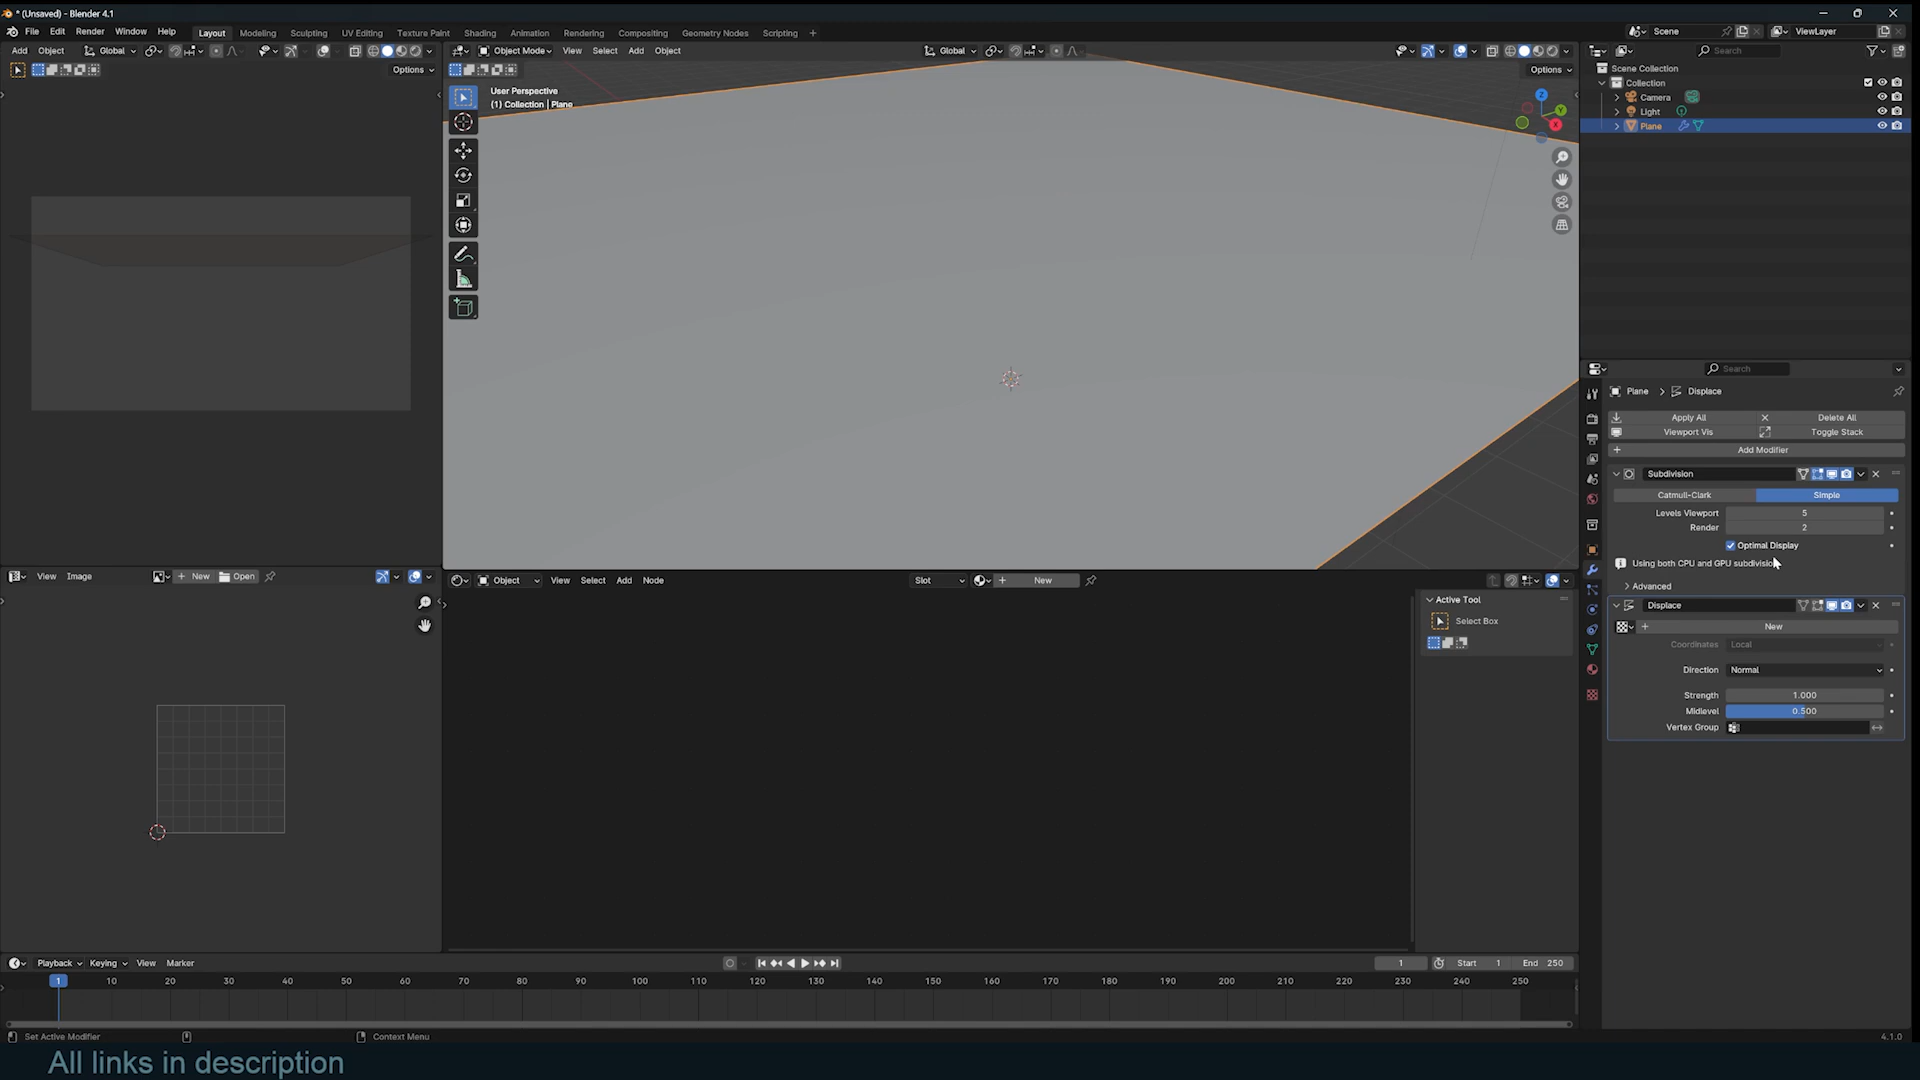 * (Unsaved) - Blender 4.1
File Edit Render Window Help Layout Modeling Sculpting UV Editing Texture Paint Shading Animation Rendering Compositing Geometry Nodes Scripting + Scene ViewLayer
Add Object Global Object Mode View Select Add Object Global Search
Options Options
User Perspective
(1) Collection | Plane
Scene Collection
Collection
Camera
Light
Plane
Z
Y
X
Search
Plane > Displace
Apply All Delete All
Viewport Vis Toggle Stack
Add Modifier
Subdivision
Catmull-Clark Simple
Levels Viewport 5
Render 2
Optimal Display
Using both CPU and GPU subdivision
Advanced
Displace
New
Coordinates Local
Direction Normal
Strength 1.000
Midlevel 0.500
Vertex Group
View Image New Open
Object View Select Add Node Slot New
Active Tool
Select Box
Playback Keying View Marker 1 Start 1 End 250
1 10 20 30 40 50 60 70 80 90 100 110 120 130 140 150 160 170 180 190 200 210 220 230 240 250
Set Active Modifier Context Menu 4.1.0
All links in description